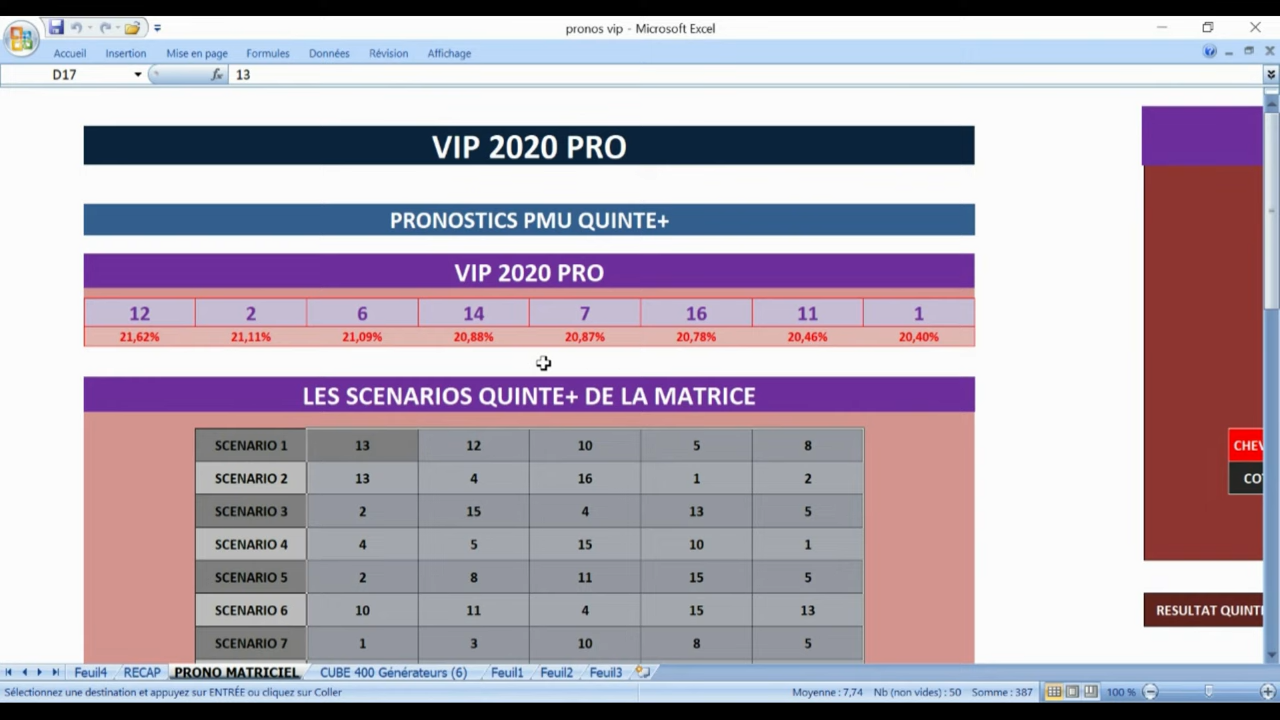 pronos vip - Microsoft Excel
Accueil Insertion Mise en page Formules Données Révision Affichage
D17 fx 13
VIP 2020 PRO
PRONOSTICS PMU QUINTE+
VIP 2020 PRO
12 2 6 14 7 16 11 1
21,62% 21,11% 21,09% 20,88% 20,87% 20,78% 20,46% 20,40%
LES SCENARIOS QUINTE+ DE LA MATRICE
SCENARIO 1 13 12 10 5 8
CHEV
SCENARIO 2 13 4 16 1 2
CO
SCENARIO 3 2 15 4 13 5
SCENARIO 4 4 5 15 10 1
SCENARIO 5 2 8 11 15 5
SCENARIO 6 10 11 4 15 13
RESULTAT QUINT
SCENARIO 7 1 3 10 8 5
Feuil4 RECAP PRONO MATRICIEL CUBE 400 Générateurs (6) Feuil1 Feuil2 Feuil3
Sélectionnez une destination et appuyez sur ENTRÉE ou cliquez sur Coller Moyenne : 7,74 Nb (non vides) : 50 Somme : 387 100 %